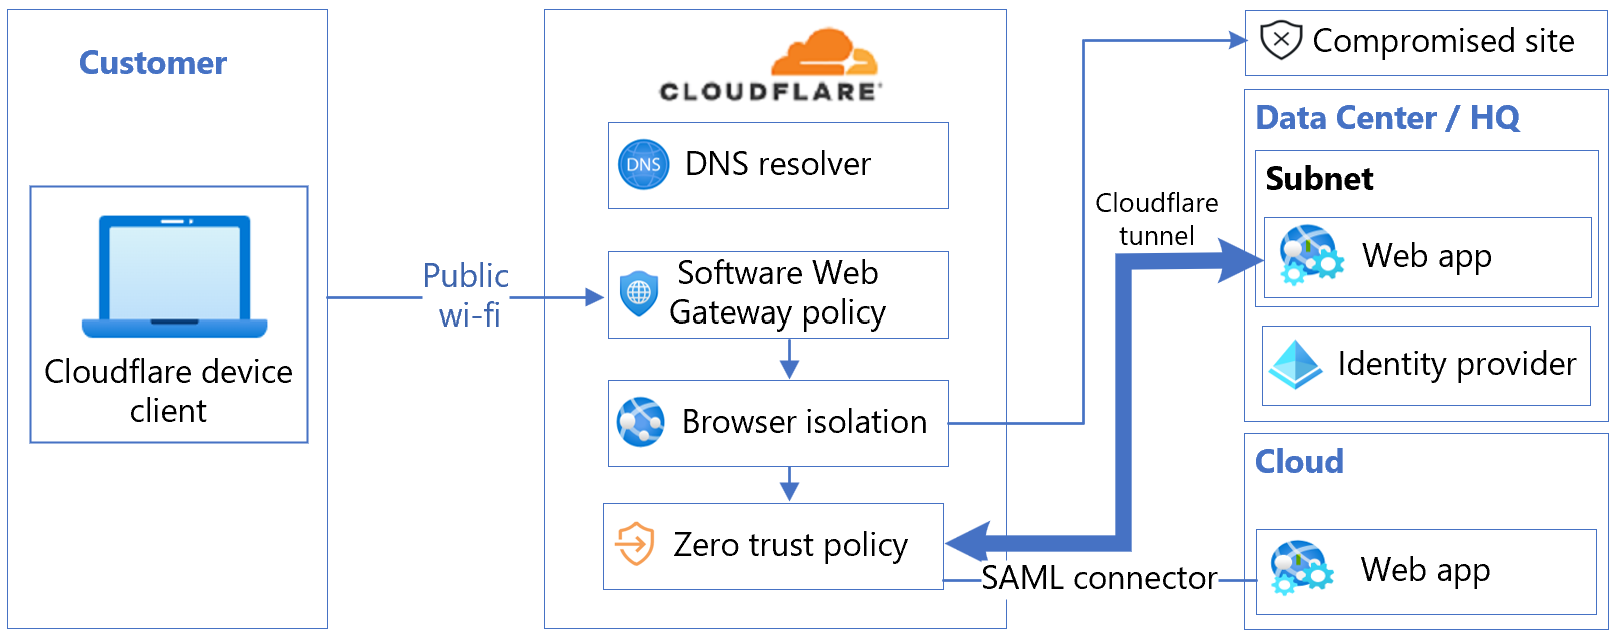 Customer
Cloudflare device
client
Public
wi-fi
CLOUDFLARE
DNS
DNS resolver
Software Web
Gateway policy
Browser isolation
Zero trust policy
Cloudflare
tunnel
SAML connector
Compromised site
Data Center / HQ
Subnet
Web app
Identity provider
Cloud
Web app